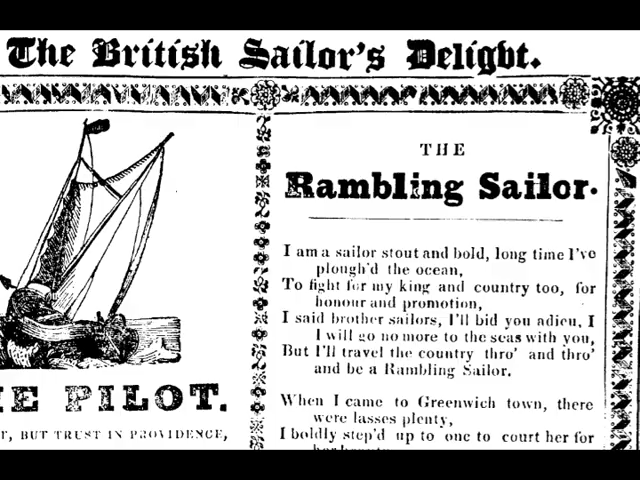 The British Sailor's Delight.
THE
Rambling Sailor.
I am a sailor stout and bold, long time I've
plough'd the ocean,
To fight for my king and country too, for
honour and promotion,
I said brother sailors, I'll bid you adieu, I
I will go no more to the seas with you,
But I'll travel the country thro' and thro'
and be a Rambling Sailor.
When I came to Greenwich town, there
were lasses plenty,
I boldly step'd up to one to court her for
PILOT.
BUT TRUST IN PROVIDENCE,